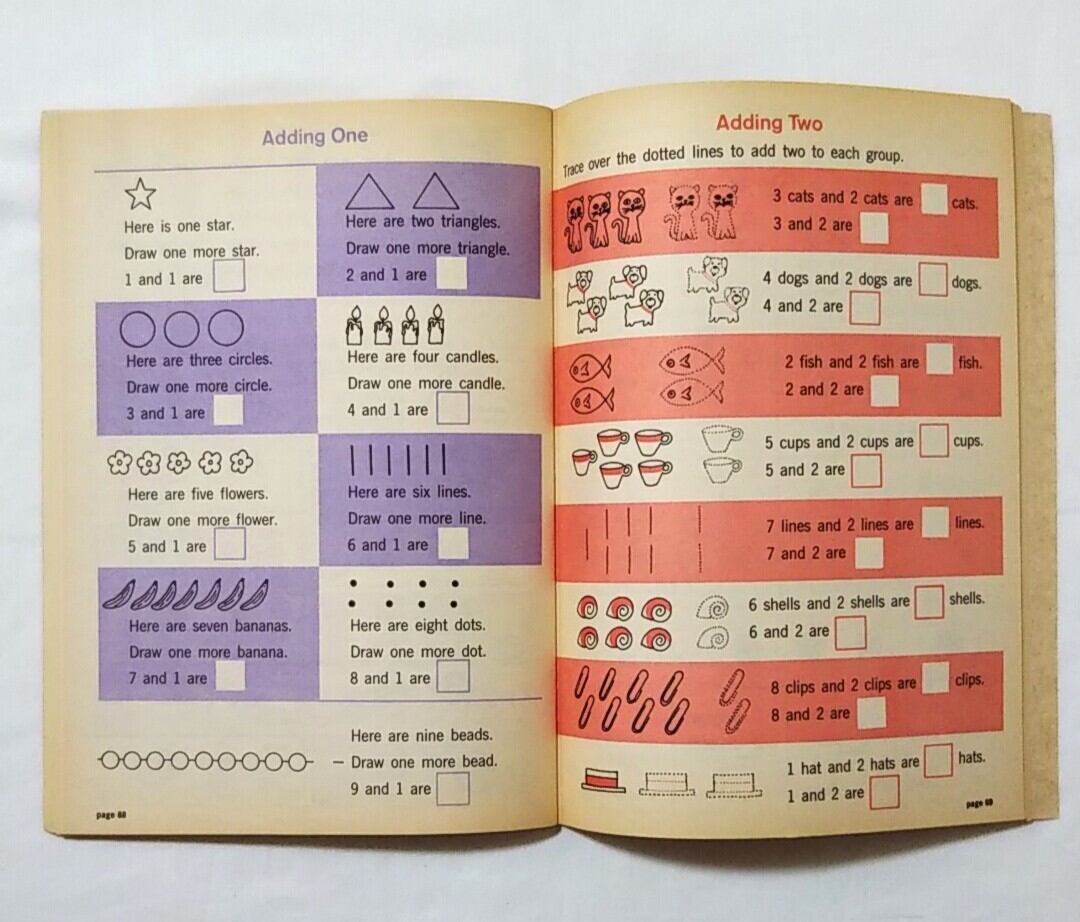 Adding One
Here is one star.
Draw one more star.
1 and 1 are
Here are two triangles.
Draw one more triangle.
2 and 1 are
Here are three circles.
Draw one more circle.
3 and 1 are
Here are four candles.
Draw one more candle.
4 and 1 are
Here are five flowers.
Draw one more flower.
5 and 1 are
Here are six lines.
Draw one more line.
6 and 1 are
Here are seven bananas.
Draw one more banana.
7 and 1 are
Here are eight dots.
Draw one more dot.
8 and 1 are
Here are nine beads.
Draw one more bead.
9 and 1 are
page 68
Adding Two
Trace over the dotted lines to add two to each group.
3 cats and 2 cats are cats.
3 and 2 are
4 dogs and 2 dogs are dogs.
4 and 2 are
2 fish and 2 fish are fish.
2 and 2 are
5 cups and 2 cups are cups.
5 and 2 are
7 lines and 2 lines are lines.
7 and 2 are
6 shells and 2 shells are shells.
6 and 2 are
8 clips and 2 clips are clips.
8 and 2 are
1 hat and 2 hats are hats.
1 and 2 are
page 69